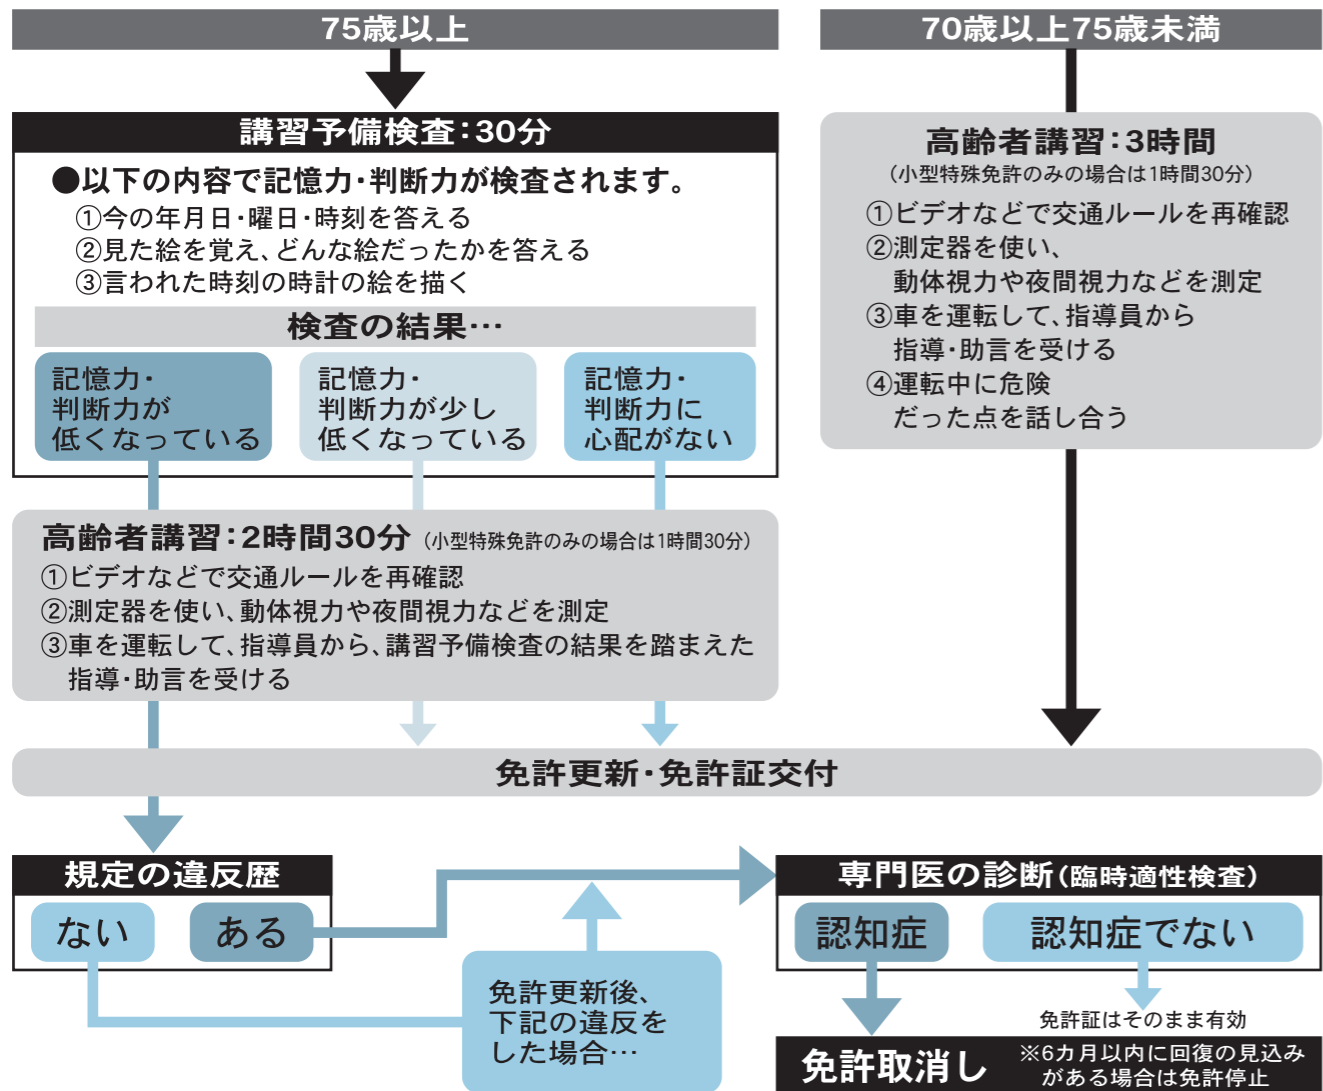 75歳以上
講習予備検査:30分
●以下の内容で記憶力・判断力が検査されます。
①今の年月日・曜日・時刻を答える
②見た絵を覚え、どんな絵だったかを答える
③言われた時刻の時計の絵を描く
検査の結果…
記憶力・
判断力が
低くなっている
記憶力・
判断力が少し
低くなっている
記憶力・
判断力に
心配がない
高齢者講習:2時間30分(小型特殊免許のみの場合は1時間30分)
①ビデオなどで交通ルールを再確認
②測定器を使い、動体視力や夜間視力などを測定
③車を運転して、指導員から、講習予備検査の結果を踏まえた
指導・助言を受ける
70歳以上75歳未満
高齢者講習:3時間
(小型特殊免許のみの場合は1時間30分)
①ビデオなどで交通ルールを再確認
②測定器を使い、
動体視力や夜間視力などを測定
③車を運転して、指導員から
指導・助言を受ける
④運転中に危険
だった点を話し合う
免許更新・免許証交付
規定の違反歴
ない
ある
免許更新後、
下記の違反を
した場合…
専門医の診断(臨時適性検査)
認知症
認知症でない
免許証はそのまま有効
免許取消し
※6カ月以内に回復の見込み
がある場合は免許停止